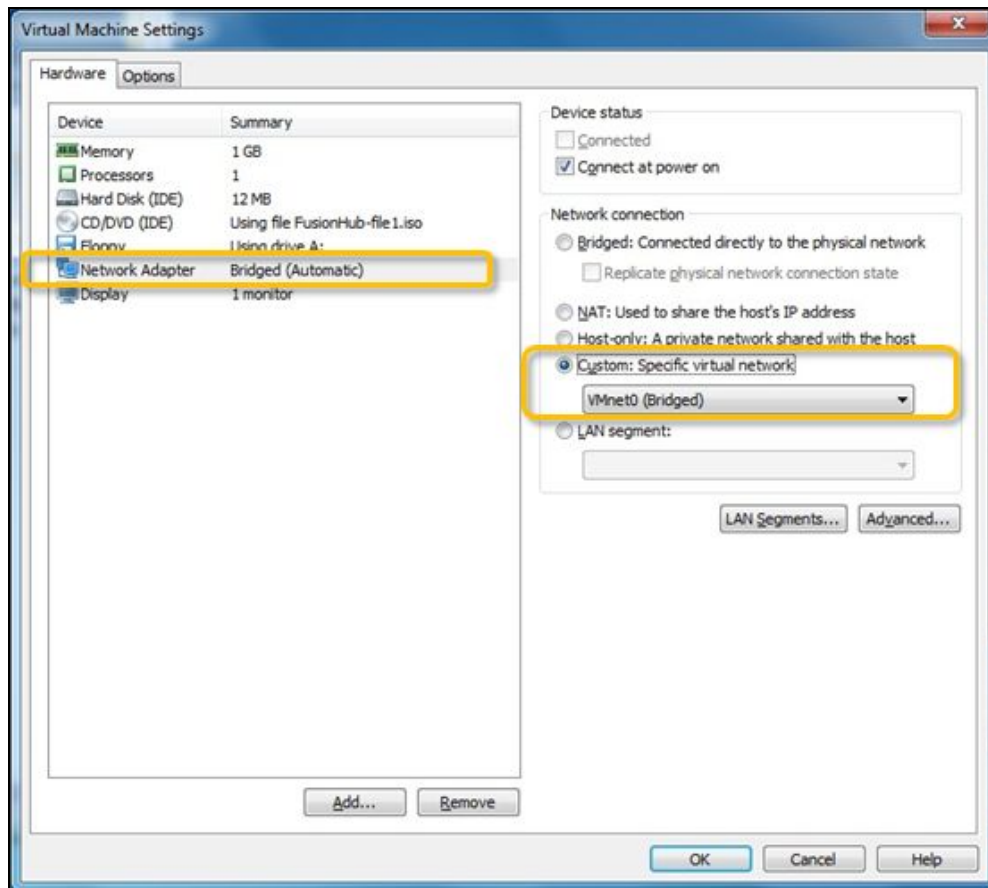 Virtual Machine Settings
Hardware Options
Device Summary
Memory 1 GB
Processors 1
Hard Disk (IDE) 12 MB
CD/DVD (IDE) Using file FusionHub-file1.iso
Floppy Using drive A:
Network Adapter Bridged (Automatic)
Display 1 monitor
Add... Remove
Device status
Connected
Connect at power on
Network connection
Bridged: Connected directly to the physical network
Replicate physical network connection state
NAT: Used to share the host's IP address
Host-only: A private network shared with the host
Custom: Specific virtual network
VMnet0 (Bridged)
LAN segment:
LAN Segments... Advanced...
OK Cancel Help